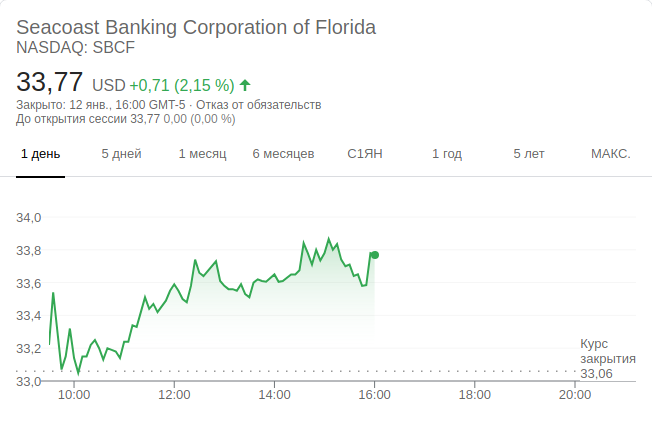 Seacoast Banking Corporation of Florida
NASDAQ: SBCF
33,77 USD +0,71 (2,15 %)
Закрыто: 12 янв., 16:00 GMT-5 · Отказ от обязательств
До открытия сессии 33,77 0,00 (0,00 %)
1 день 5 дней 1 месяц 6 месяцев С1ЯН 1 год 5 лет МАКС.
34,0
33,8
33,6
33,4
33,2
33,0
Курс
закрытия
33,06
10:00 12:00 14:00 16:00 18:00 20:00